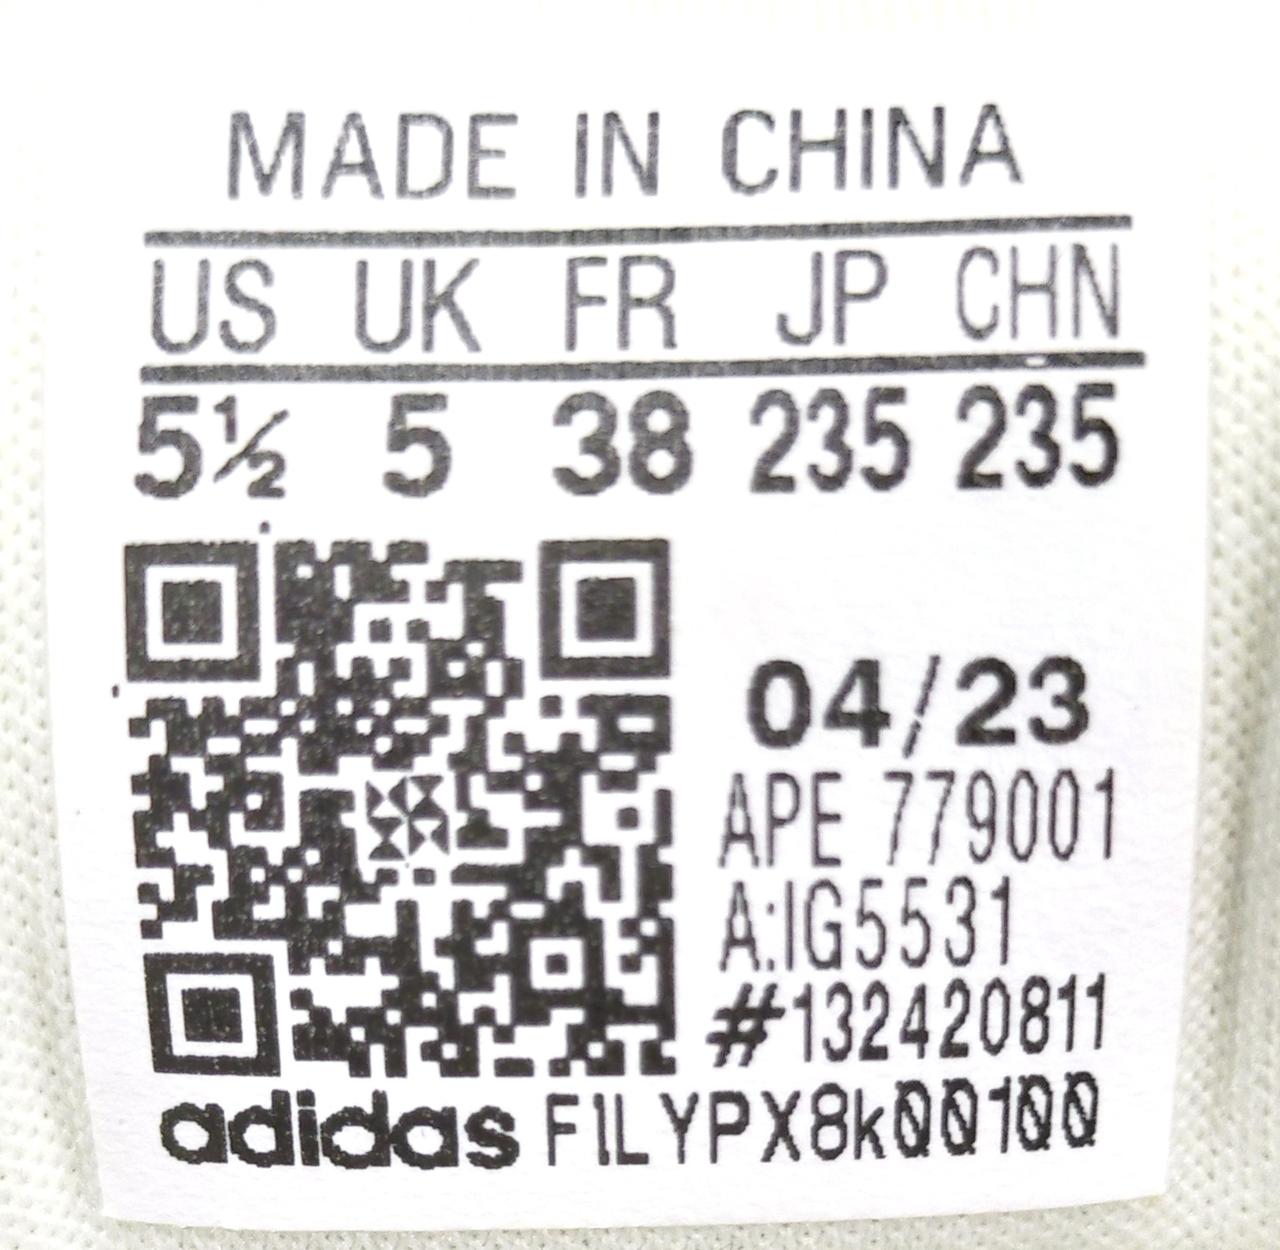 MADE IN CHINA
US UK FR JP CHN
5½ 5 38 235 235
04/23
APE 779001
A:IG5531
#132420811
adidas F1LYPX8k00100